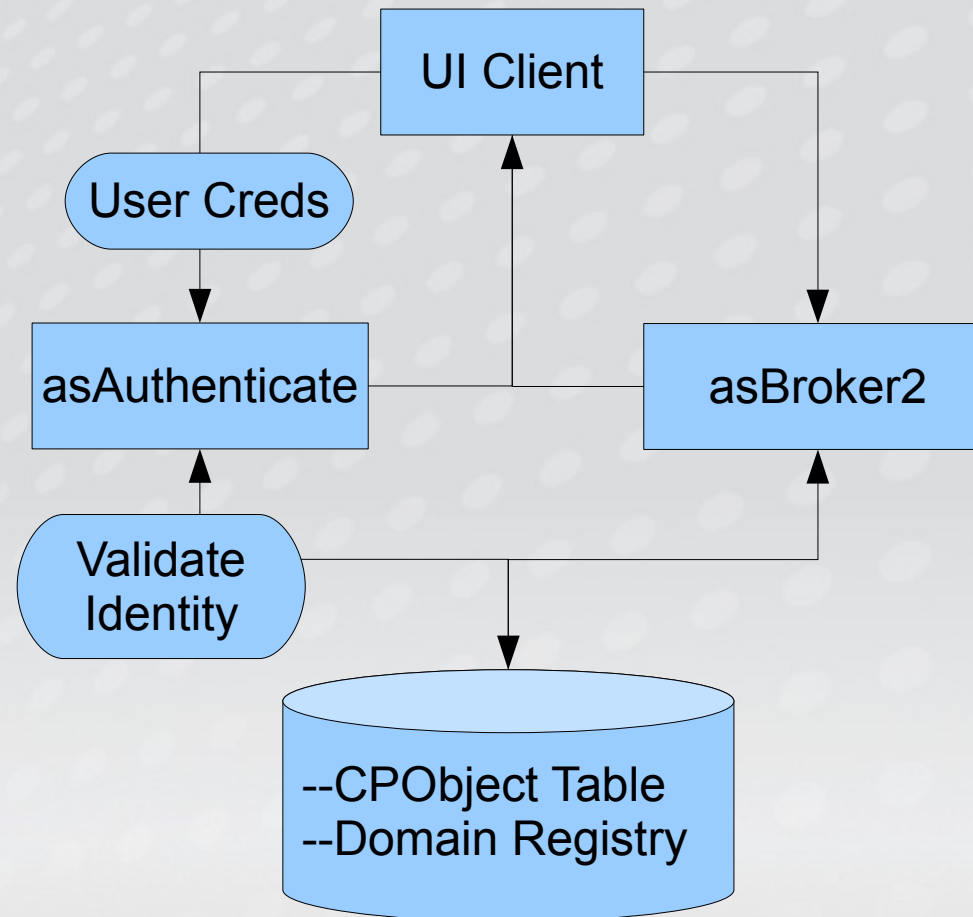 UI Client
User Creds
asAuthenticate
asBroker2
Validate
Identity
--CPObject Table
--Domain Registry